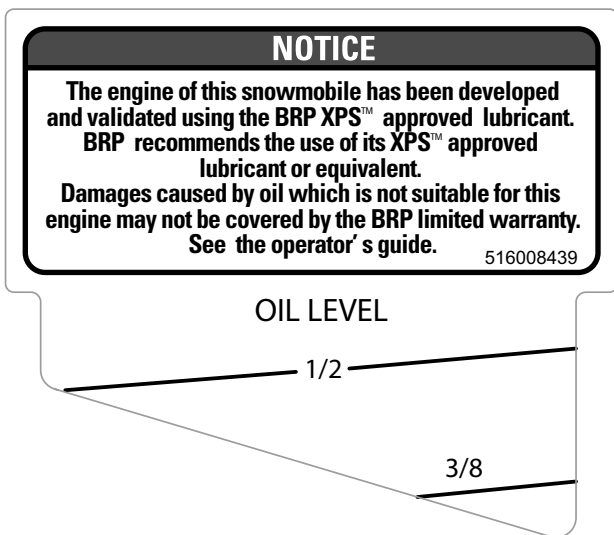 NOTICE
The engine of this snowmobile has been developed
and validated using the BRP XPS™ approved lubricant.
BRP recommends the use of its XPS™ approved
lubricant or equivalent.
Damages caused by oil which is not suitable for this
engine may not be covered by the BRP limited warranty.
See the operator's guide.
516008439
OIL LEVEL
1/2
3/8